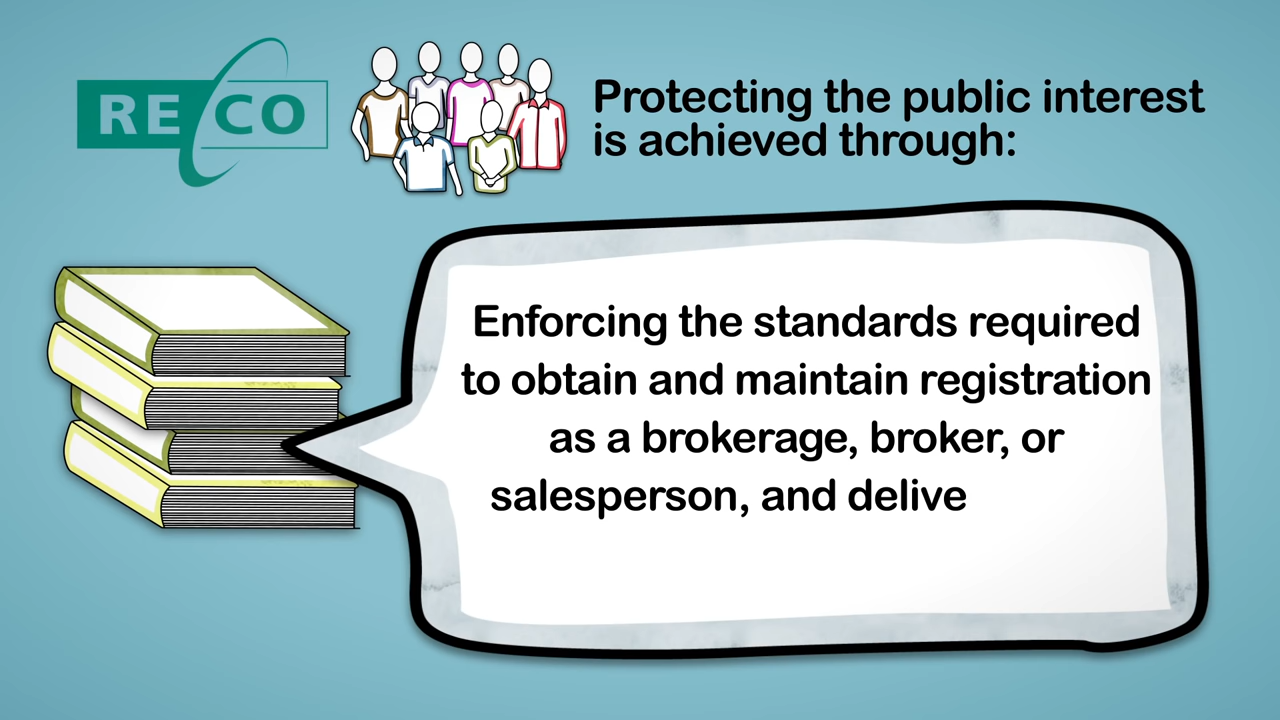 RECO
Protecting the public interest
is achieved through:
Enforcing the standards required
to obtain and maintain registration
as a brokerage, broker, or
salesperson, and delive